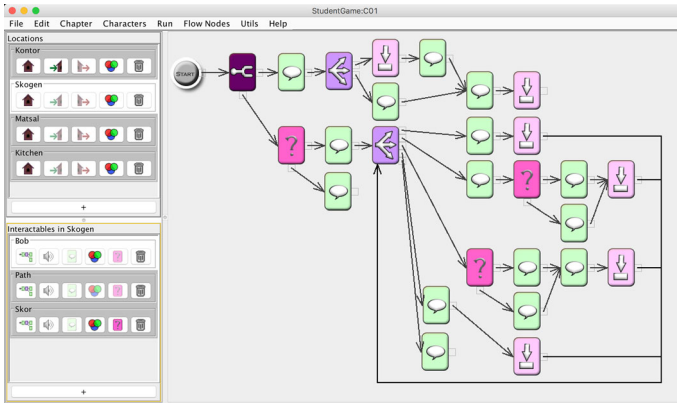 StudentGame:C01
File Edit Chapter Characters Run Flow Nodes Utils Help
Locations
Kontor
Skogen
Matsal
Kitchen
+
Interactables in Skogen
Bob
Path
Skor
+
START